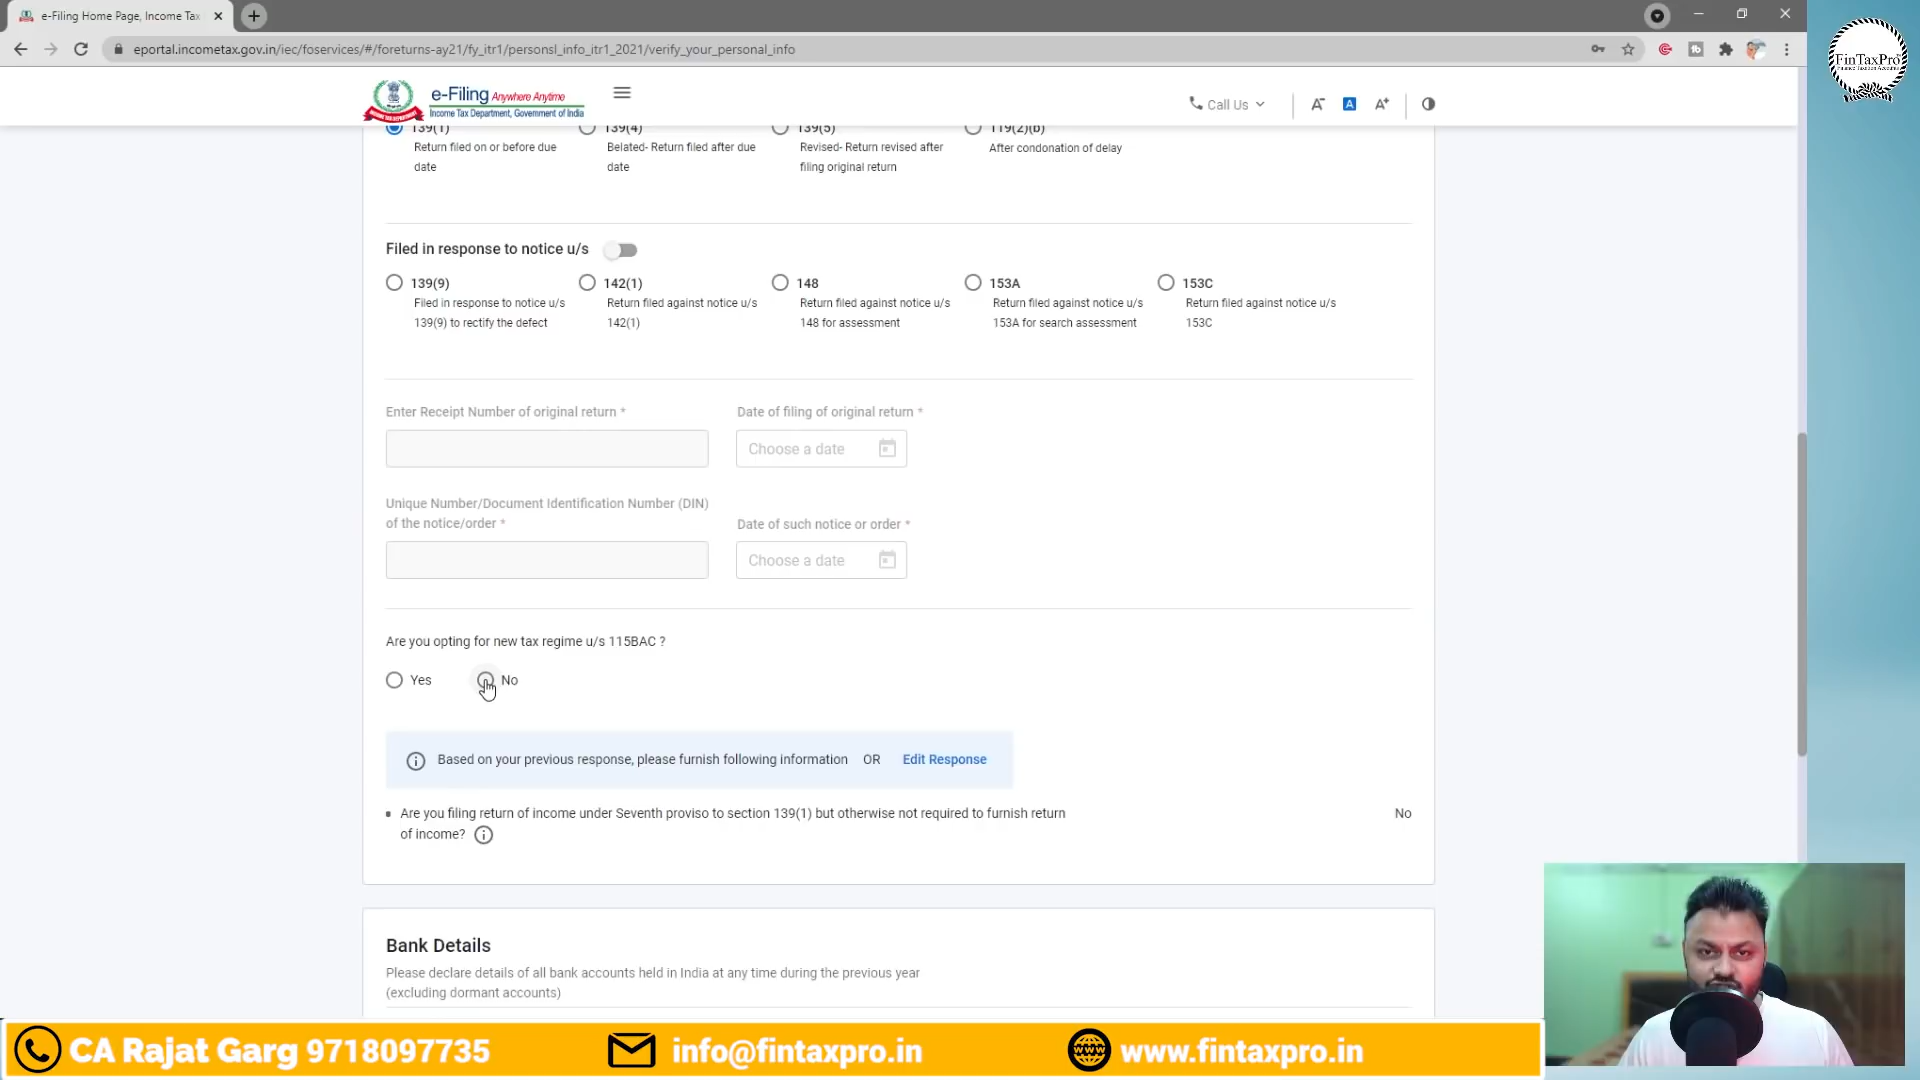 e-Filing Home Page, Income Tax
eportal.incometax.gov.in/iec/foservices/#/foreturns-ay21/fy_itr1/personsl_info_itr1_2021/verify_your_personal_info
FinTaxPro
e-Filing Anywhere Anytime
Income Tax Department, Government of India
Call Us
A-
A
A+
139(1)
139(4)
139(5)
119(2)(b)
Return filed on or before due
date
Belated- Return filed after due
date
Revised- Return revised after
filing original return
After condonation of delay
Filed in response to notice u/s
139(9)
142(1)
148
153A
153C
Filed in response to notice u/s
139(9) to rectify the defect
Return filed against notice u/s
142(1)
Return filed against notice u/s
148 for assessment
Return filed against notice u/s
153A for search assessment
Return filed against notice u/s
153C
Enter Receipt Number of original return *
Date of filing of original return *
Choose a date
Unique Number/Document Identification Number (DIN)
of the notice/order *
Date of such notice or order *
Choose a date
Are you opting for new tax regime u/s 115BAC ?
Yes
No
Based on your previous response, please furnish following information OR Edit Response
Are you filing return of income under Seventh proviso to section 139(1) but otherwise not required to furnish return
of income?
No
Bank Details
Please declare details of all bank accounts held in India at any time during the previous year
(excluding dormant accounts)
CA Rajat Garg 9718097735
info@fintaxpro.in
www.fintaxpro.in